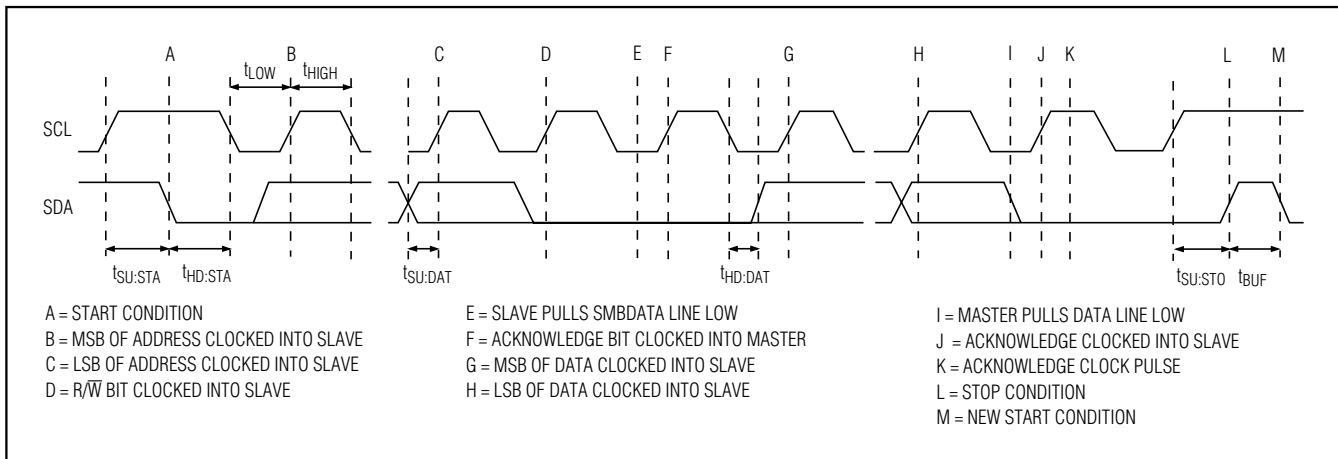 A B C D E F G H I J K L M
tLOW tHIGH
SCL
SDA
tSU:STA tHD:STA tSU:DAT tHD:DAT tSU:STO tBUF
A = START CONDITION
B = MSB OF ADDRESS CLOCKED INTO SLAVE
C = LSB OF ADDRESS CLOCKED INTO SLAVE
D = R/W̅ BIT CLOCKED INTO SLAVE
E = SLAVE PULLS SMBDATA LINE LOW
F = ACKNOWLEDGE BIT CLOCKED INTO MASTER
G = MSB OF DATA CLOCKED INTO SLAVE
H = LSB OF DATA CLOCKED INTO SLAVE
I = MASTER PULLS DATA LINE LOW
J = ACKNOWLEDGE CLOCKED INTO SLAVE
K = ACKNOWLEDGE CLOCK PULSE
L = STOP CONDITION
M = NEW START CONDITION